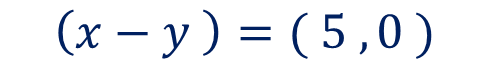 (x − y ) = ( 5 ,0 )